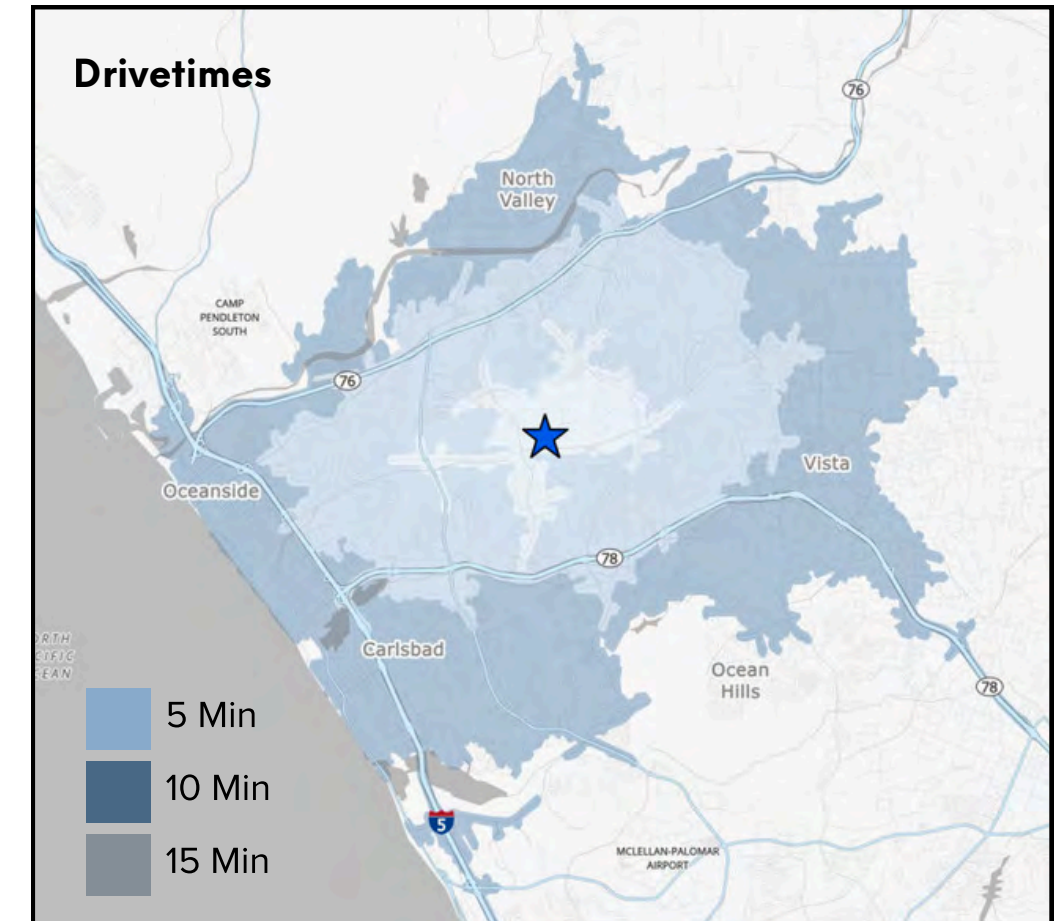 Drivetimes
76
North
Valley
CAMP
PENDLETON
SOUTH
76
Vista
Oceanside
78
Carlsbad
Ocean
Hills
78
5 Min
10 Min
15 Min
5
MCLELLAN-PALOMAR
AIRPORT